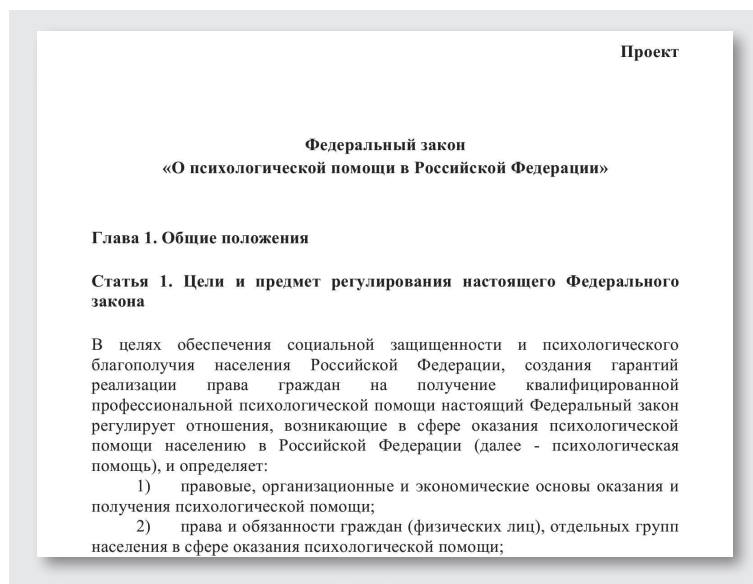 Проект
Федеральный закон
«О психологической помощи в Российской Федерации»
Глава 1. Общие положения
Статья 1. Цели и предмет регулирования настоящего Федерального
закона
В целях обеспечения социальной защищенности и психологического
благополучия населения Российской Федерации, создания гарантий
реализации права граждан на получение квалифицированной
профессиональной психологической помощи настоящий Федеральный закон
регулирует отношения, возникающие в сфере оказания психологической
помощи населению в Российской Федерации (далее - психологическая
помощь), и определяет:
1) правовые, организационные и экономические основы оказания и
получения психологической помощи;
2) права и обязанности граждан (физических лиц), отдельных групп
населения в сфере оказания психологической помощи;